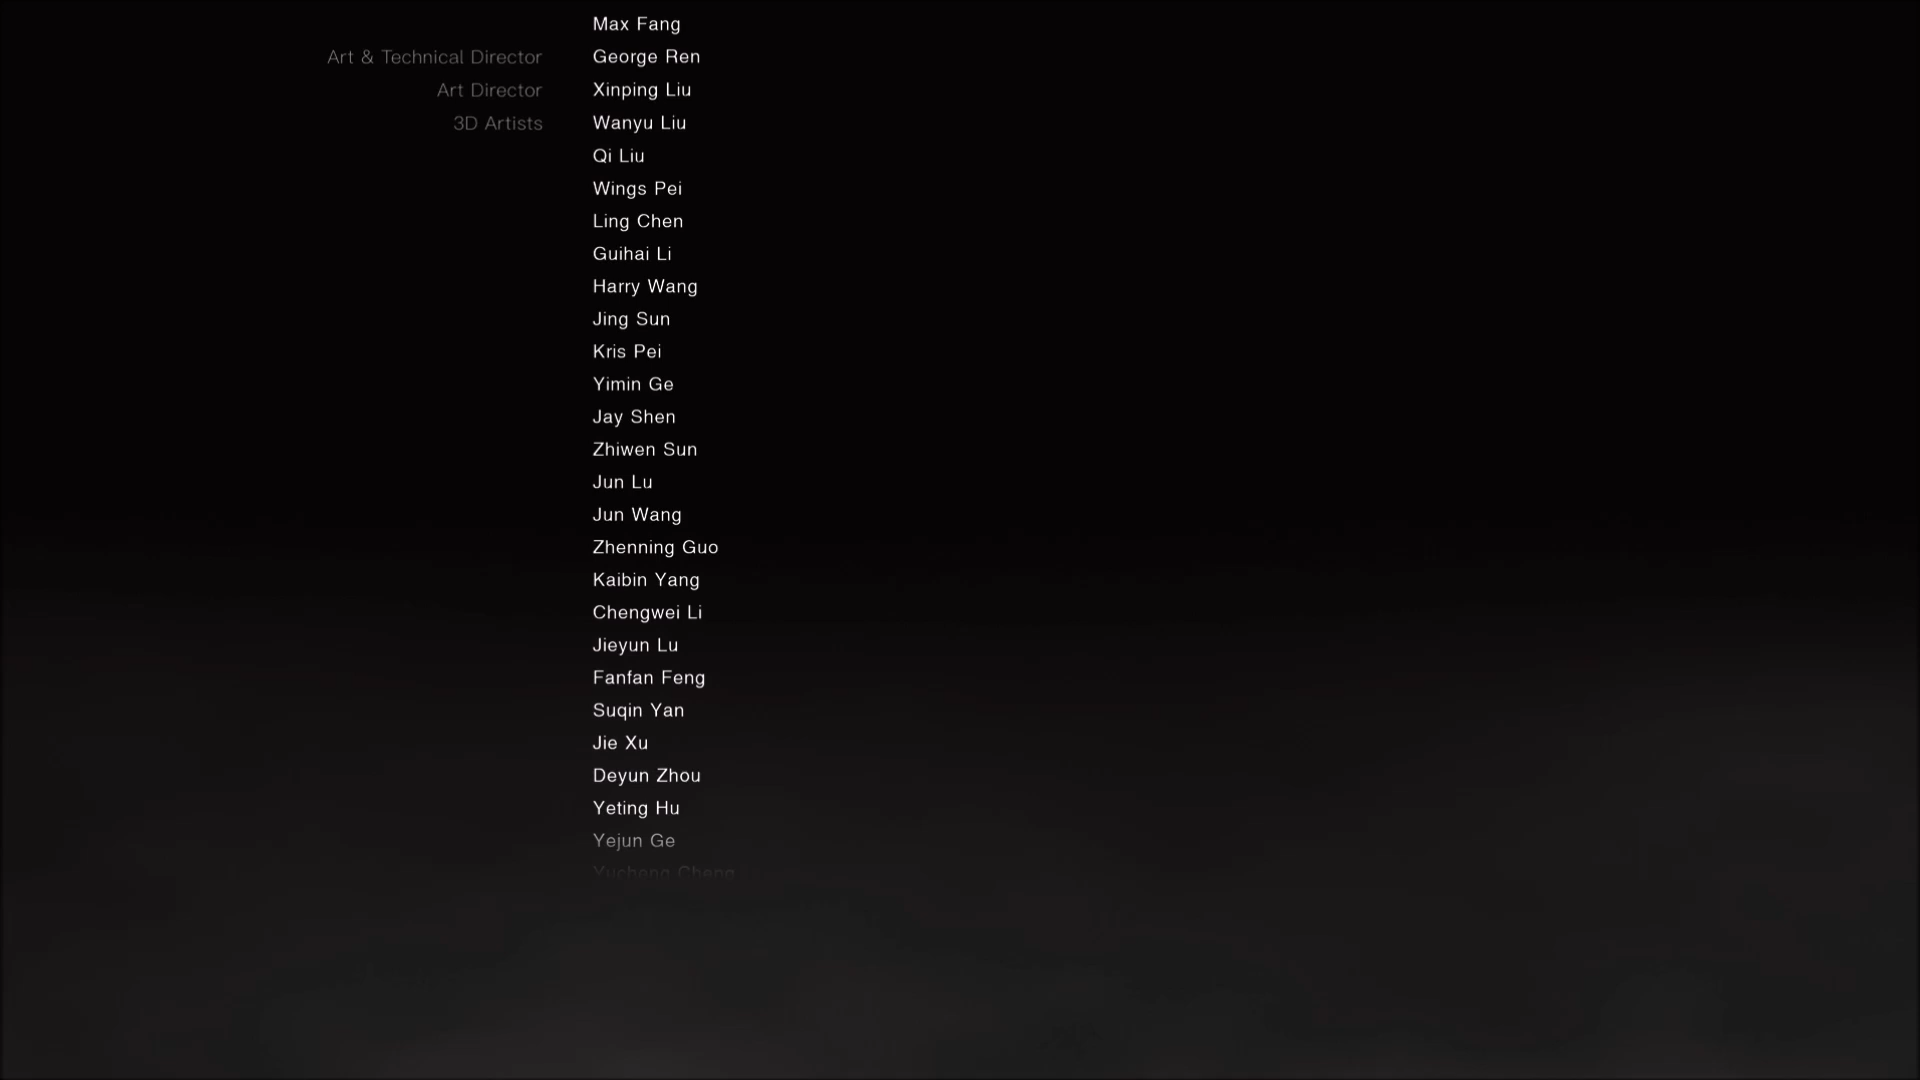 Max Fang
Art & Technical Director George Ren
Art Director Xinping Liu
3D Artists Wanyu Liu
Qi Liu
Wings Pei
Ling Chen
Guihai Li
Harry Wang
Jing Sun
Kris Pei
Yimin Ge
Jay Shen
Zhiwen Sun
Jun Lu
Jun Wang
Zhenning Guo
Kaibin Yang
Chengwei Li
Jieyun Lu
Fanfan Feng
Suqin Yan
Jie Xu
Deyun Zhou
Yeting Hu
Yejun Ge
Yucheng Cheng